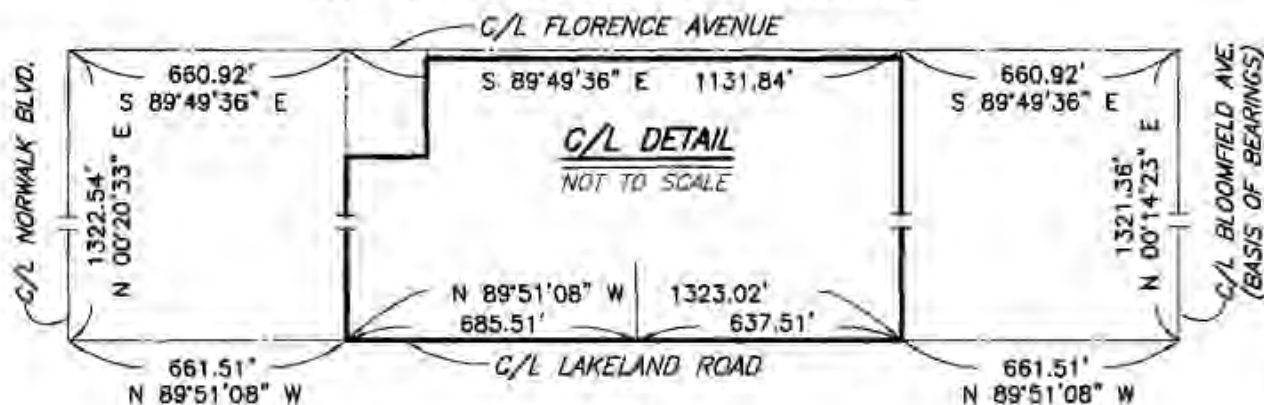 C/L FLORENCE AVENUE
C/L NORWALK BLVD.
660.92'
S 89°49'36" E
1322.54'
N 00°20'33" E
S 89°49'36" E 1131.84'
C/L DETAIL
NOT TO SCALE
660.92'
S 89°49'36" E
1321.36'
N 00°14'23" E
C/L BLOOMFIELD AVE.
(BASIS OF BEARINGS)
N 89°51'08" W 1323.02'
685.51' 637.51'
C/L LAKELAND ROAD
661.51'
N 89°51'08" W
661.51'
N 89°51'08" W